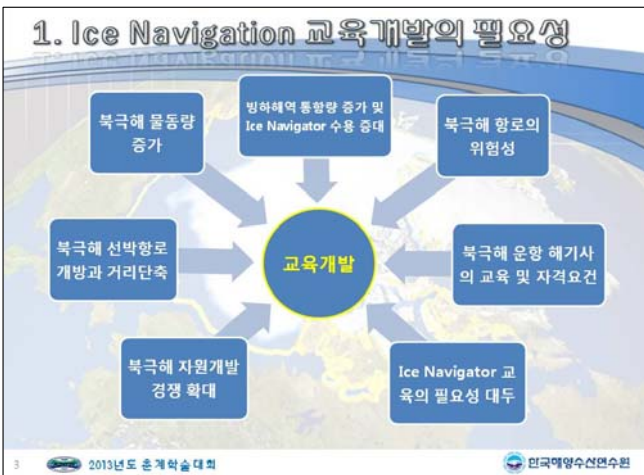 1. Ice Navigation 교육개발의 필요성
빙하해역 통항량 증가 및
Ice Navigator 수용 증대
북극해 물동량
증가
북극해 항로의
위험성
북극해 선박항로
개방과 거리단축
교육개발
북극해 운항 해기사
의 교육 및 자격요건
북극해 자원개발
경쟁 확대
Ice Navigator 교
육의 필요성 대두
3
2013년도 춘계학술대회
한국해양수산연수원